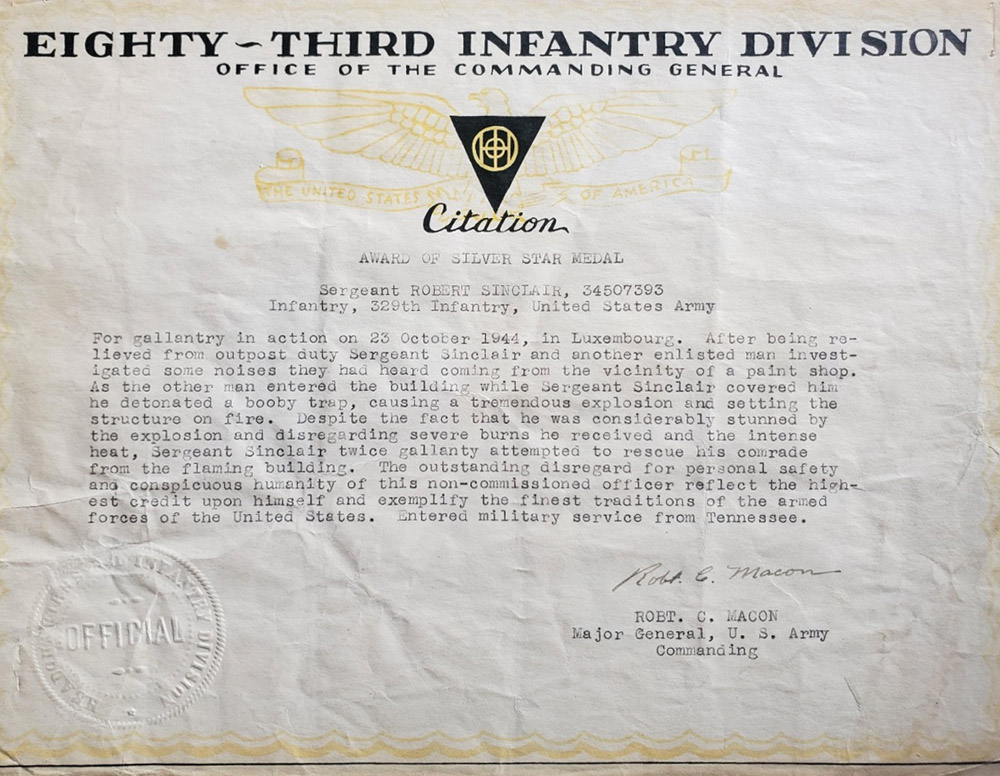 EIGHTY-THIRD INFANTRY DIVISION
OFFICE OF THE COMMANDING GENERAL
THE UNITED STATES OF AMERICA
Citation
AWARD OF SILVER STAR MEDAL
Sergeant ROBERT SINCLAIR, 34507393
Infantry, 329th Infantry, United States Army
For gallantry in action on 23 October 1944, in Luxembourg. After being re-
lieved from outpost duty Sergeant Sinclair and another enlisted man invest-
igated some noises they had heard coming from the vicinity of a paint shop.
As the other man entered the building while Sergeant Sinclair covered him
he detonated a booby trap, causing a tremendous explosion and setting the
structure on fire. Despite the fact that he was considerably stunned by
the explosion and disregarding severe burns he received and the intense
heat, Sergeant Sinclair twice gallanty attempted to rescue his comrade
from the flaming building. The outstanding disregard for personal safety
and conspicuous humanity of this non-commissioned officer reflect the high-
est credit upon himself and exemplify the finest traditions of the armed
forces of the United States. Entered military service from Tennessee.
Robt. C. Macon
ROBT. C. MACON
Major General, U. S. Army
Commanding
INFANTRY DIVISION
OFFICIAL